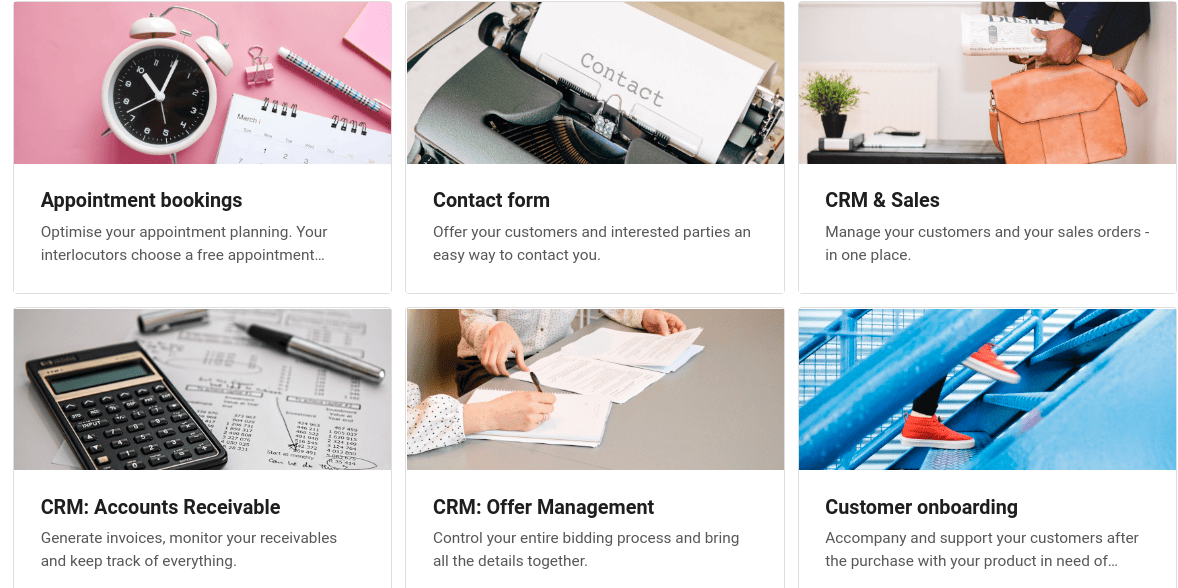 Contact
March
Appointment bookings
Optimise your appointment planning. Your
interlocutors choose a free appointment…
Contact form
Offer your customers and interested parties an
easy way to contact you.
CRM & Sales
Manage your customers and your sales orders -
in one place.
CRM: Accounts Receivable
Generate invoices, monitor your receivables
and keep track of everything.
CRM: Offer Management
Control your entire bidding process and bring
all the details together.
Customer onboarding
Accompany and support your customers after
the purchase with your product in need of…